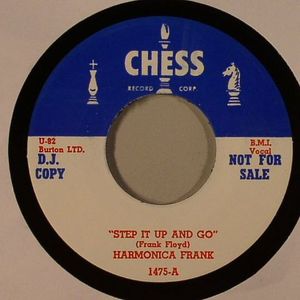 CHESS
RECORD CORP.
U-82
Burton LTD.
D.J.
COPY
B.M.I.
Vocal
NOT FOR
SALE
"STEP IT UP AND GO"
(Frank Floyd)
HARMONICA FRANK
1475-A